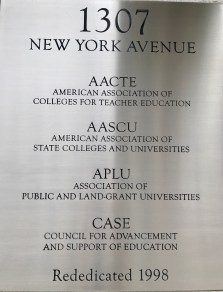 1307
NEW YORK AVENUE
AACTE
AMERICAN ASSOCIATION OF
COLLEGES FOR TEACHER EDUCATION
AASCU
AMERICAN ASSOCIATION OF
STATE COLLEGES AND UNIVERSITIES
APLU
ASSOCIATION OF
PUBLIC AND LAND-GRANT UNIVERSITIES
CASE
COUNCIL FOR ADVANCEMENT
AND SUPPORT OF EDUCATION
Rededicated 1998